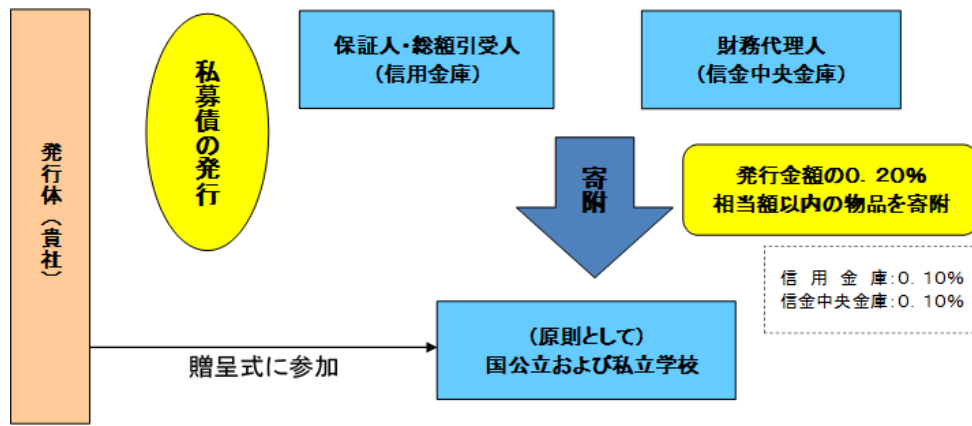 発行体（貴社）
私募債の発行
保証人・総額引受人
（信用金庫）
財務代理人
（信金中央金庫）
寄附
発行金額の0．20％
相当額以内の物品を寄附
信用金庫：0．10％
信金中央金庫：0．10％
（原則として）
国公立および私立学校
贈呈式に参加